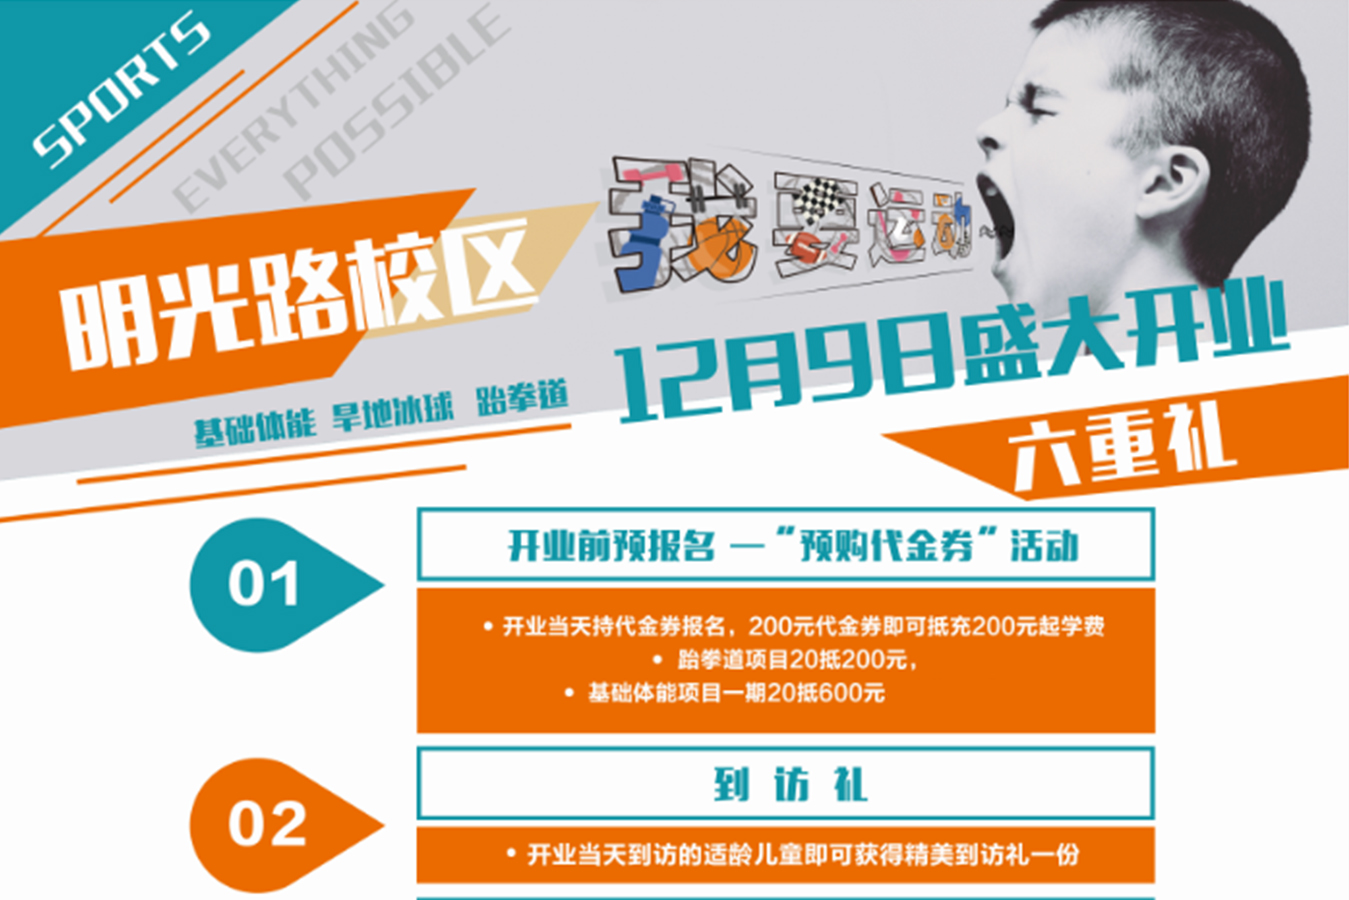 SPORTS
EVERYTHING
POSSIBLE
明光路校区
我要运动
12月9日盛大开业
基础体能 旱地冰球 跆拳道
六重礼
01
开业前预报名 — “预购代金券” 活动
• 开业当天持代金券报名，200元代金券即可抵充200元起学费
• 跆拳道项目20抵200元，
• 基础体能项目一期20抵600元
02
到 访 礼
• 开业当天到访的适龄儿童即可获得精美到访礼一份